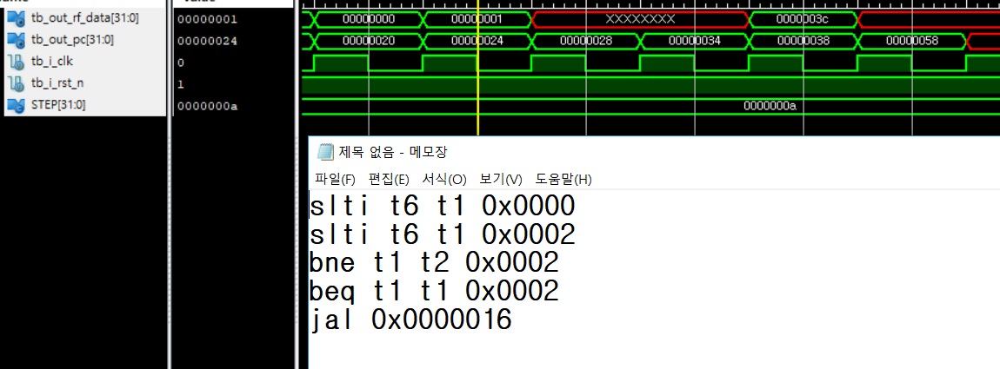 tb_out_rf_data[31:0] 00000001 00000000 00000001 XXXXXXXX 0000003c
tb_out_pc[31:0] 00000024 00000020 00000024 00000028 00000034 00000038 00000058
tb_i_clk 0
tb_i_rst_n 1
STEP[31:0] 0000000a 0000000a
제목 없음 - 메모장
파일(F) 편집(E) 서식(O) 보기(V) 도움말(H)
slti t6 t1 0x0000
slti t6 t1 0x0002
bne t1 t2 0x0002
beq t1 t1 0x0002
jal 0x0000016